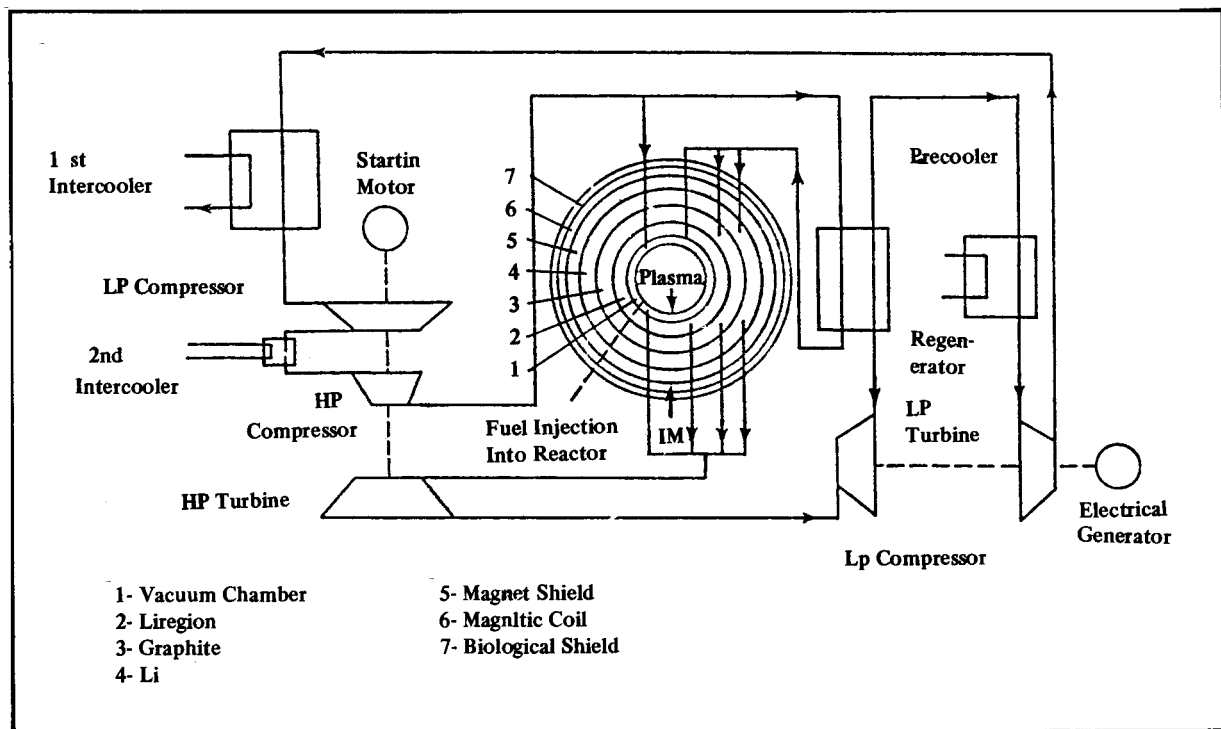 1 st
Intercooler
Startin
Motor
7
6
5
4
3
2
1
Plasma
Precooler
LP Compressor
2nd
Intercooler
HP
Compressor
Fuel Injection
Into Reactor
IM
Regen-
erator
LP
Turbine
HP Turbine
Electrical
Generator
Lp Compressor
1- Vacuum Chamber
2- Liregion
3- Graphite
4- Li
5- Magnet Shield
6- Magnltic Coil
7- Biological Shield